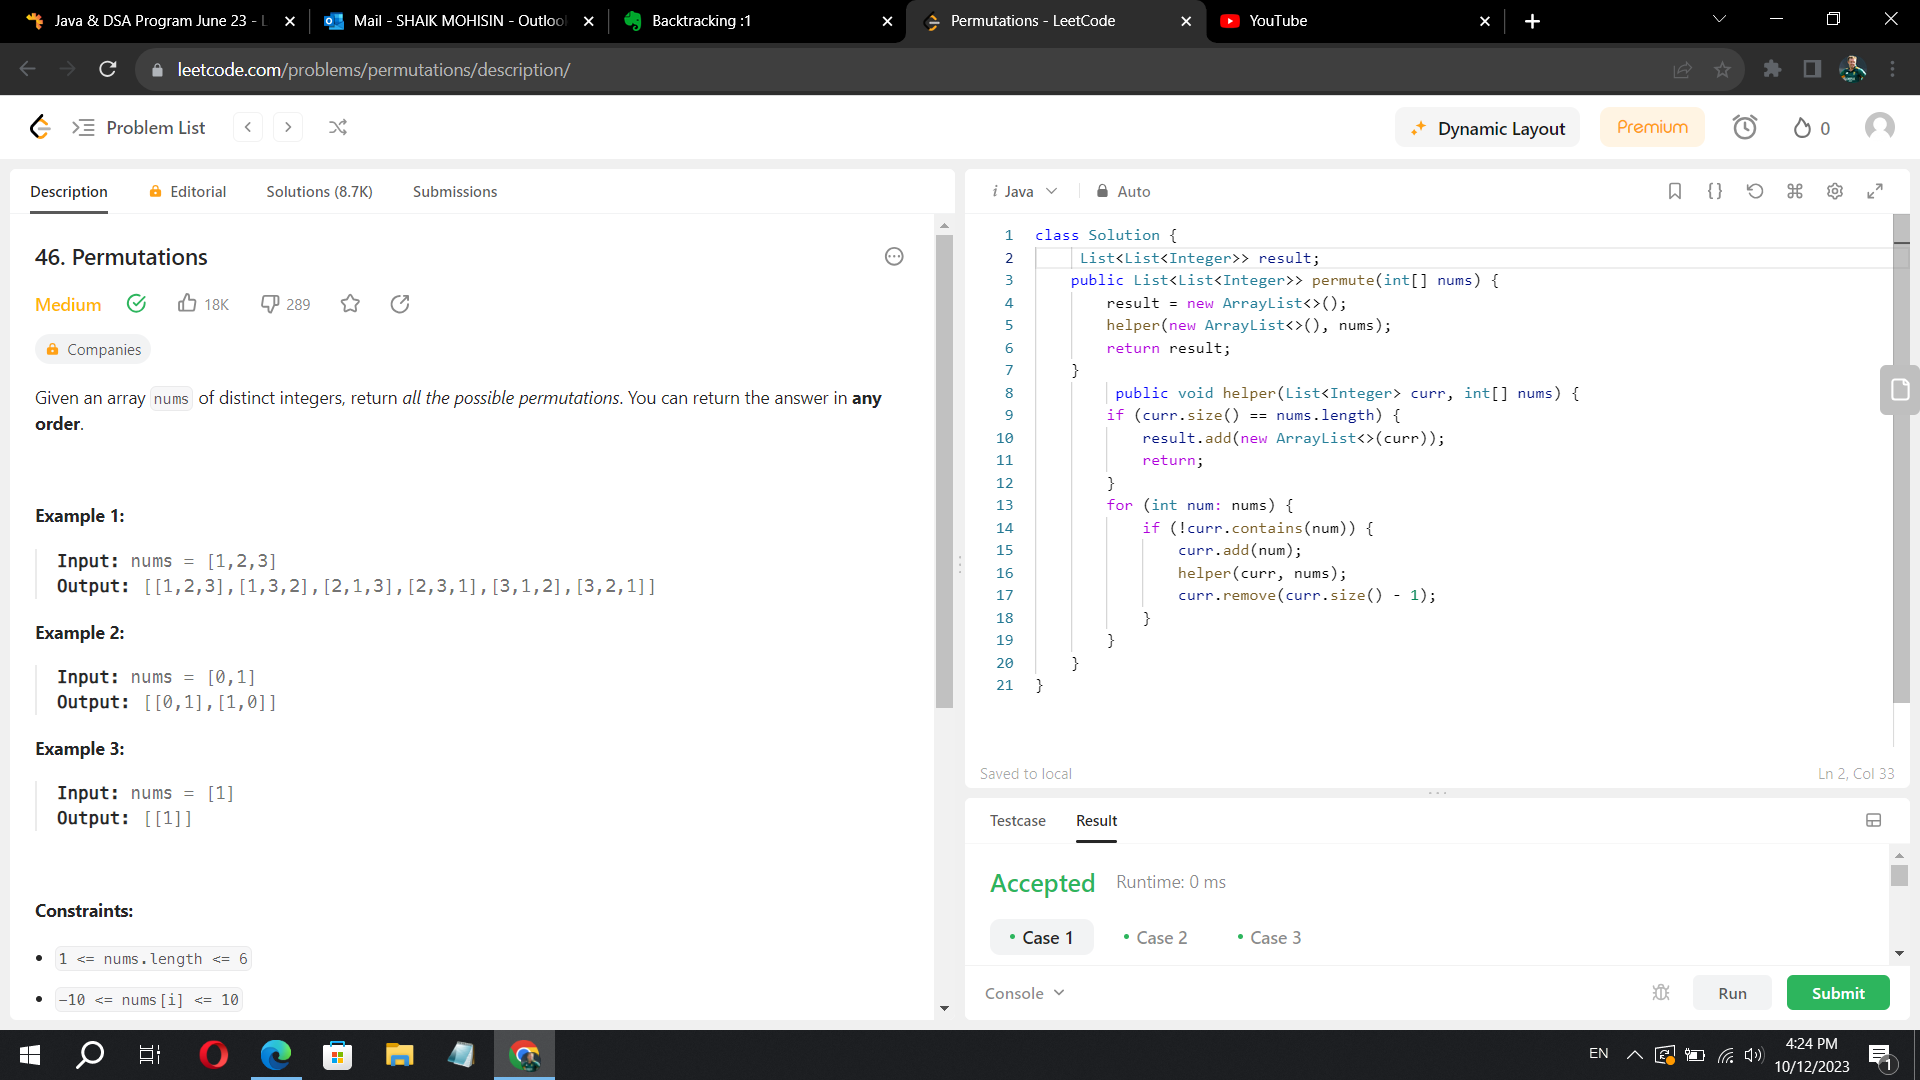 Java & DSA Program June 23 - L
Mail - SHAIK MOHISIN - Outloo
Backtracking :1
Permutations - LeetCode
YouTube
leetcode.com/problems/permutations/description/
Problem List
Dynamic Layout
Premium
0
Description
Editorial
Solutions (8.7K)
Submissions
46. Permutations
Medium
18K
289
Companies
Given an array nums of distinct integers, return all the possible permutations. You can return the answer in any
order.
Example 1:
Input: nums = [1,2,3]
Output: [[1,2,3],[1,3,2],[2,1,3],[2,3,1],[3,1,2],[3,2,1]]
Example 2:
Input: nums = [0,1]
Output: [[0,1],[1,0]]
Example 3:
Input: nums = [1]
Output: [[1]]
Constraints:
• 1 <= nums.length <= 6
• -10 <= nums[i] <= 10
i Java
Auto
1 class Solution {
2 List<List<Integer>> result;
3 public List<List<Integer>> permute(int[] nums) {
4 result = new ArrayList<>();
5 helper(new ArrayList<>(), nums);
6 return result;
7 }
8 public void helper(List<Integer> curr, int[] nums) {
9 if (curr.size() == nums.length) {
10 result.add(new ArrayList<>(curr));
11 return;
12 }
13 for (int num: nums) {
14 if (!curr.contains(num)) {
15 curr.add(num);
16 helper(curr, nums);
17 curr.remove(curr.size() - 1);
18 }
19 }
20 }
21 }
Saved to local
Ln 2, Col 33
Testcase
Result
Accepted
Runtime: 0 ms
• Case 1
• Case 2
• Case 3
Console
Run
Submit
EN
4:24 PM
10/12/2023
1